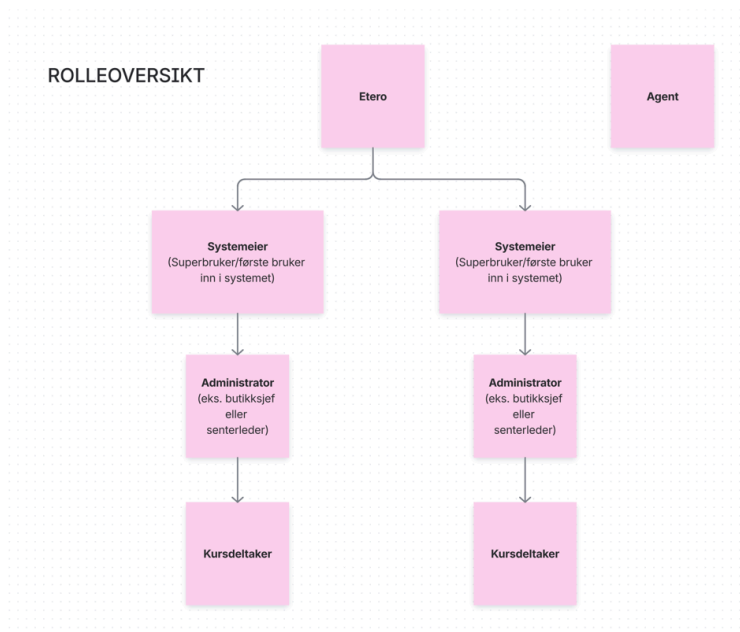 ROLLEOVERSIKT
Etero
Agent
Systemeier
(Superbruker/første bruker
inn i systemet)
Systemeier
(Superbruker/første bruker
inn i systemet)
Administrator
(eks. butikksjef
eller
senterleder)
Administrator
(eks. butikksjef
eller
senterleder)
Kursdeltaker
Kursdeltaker